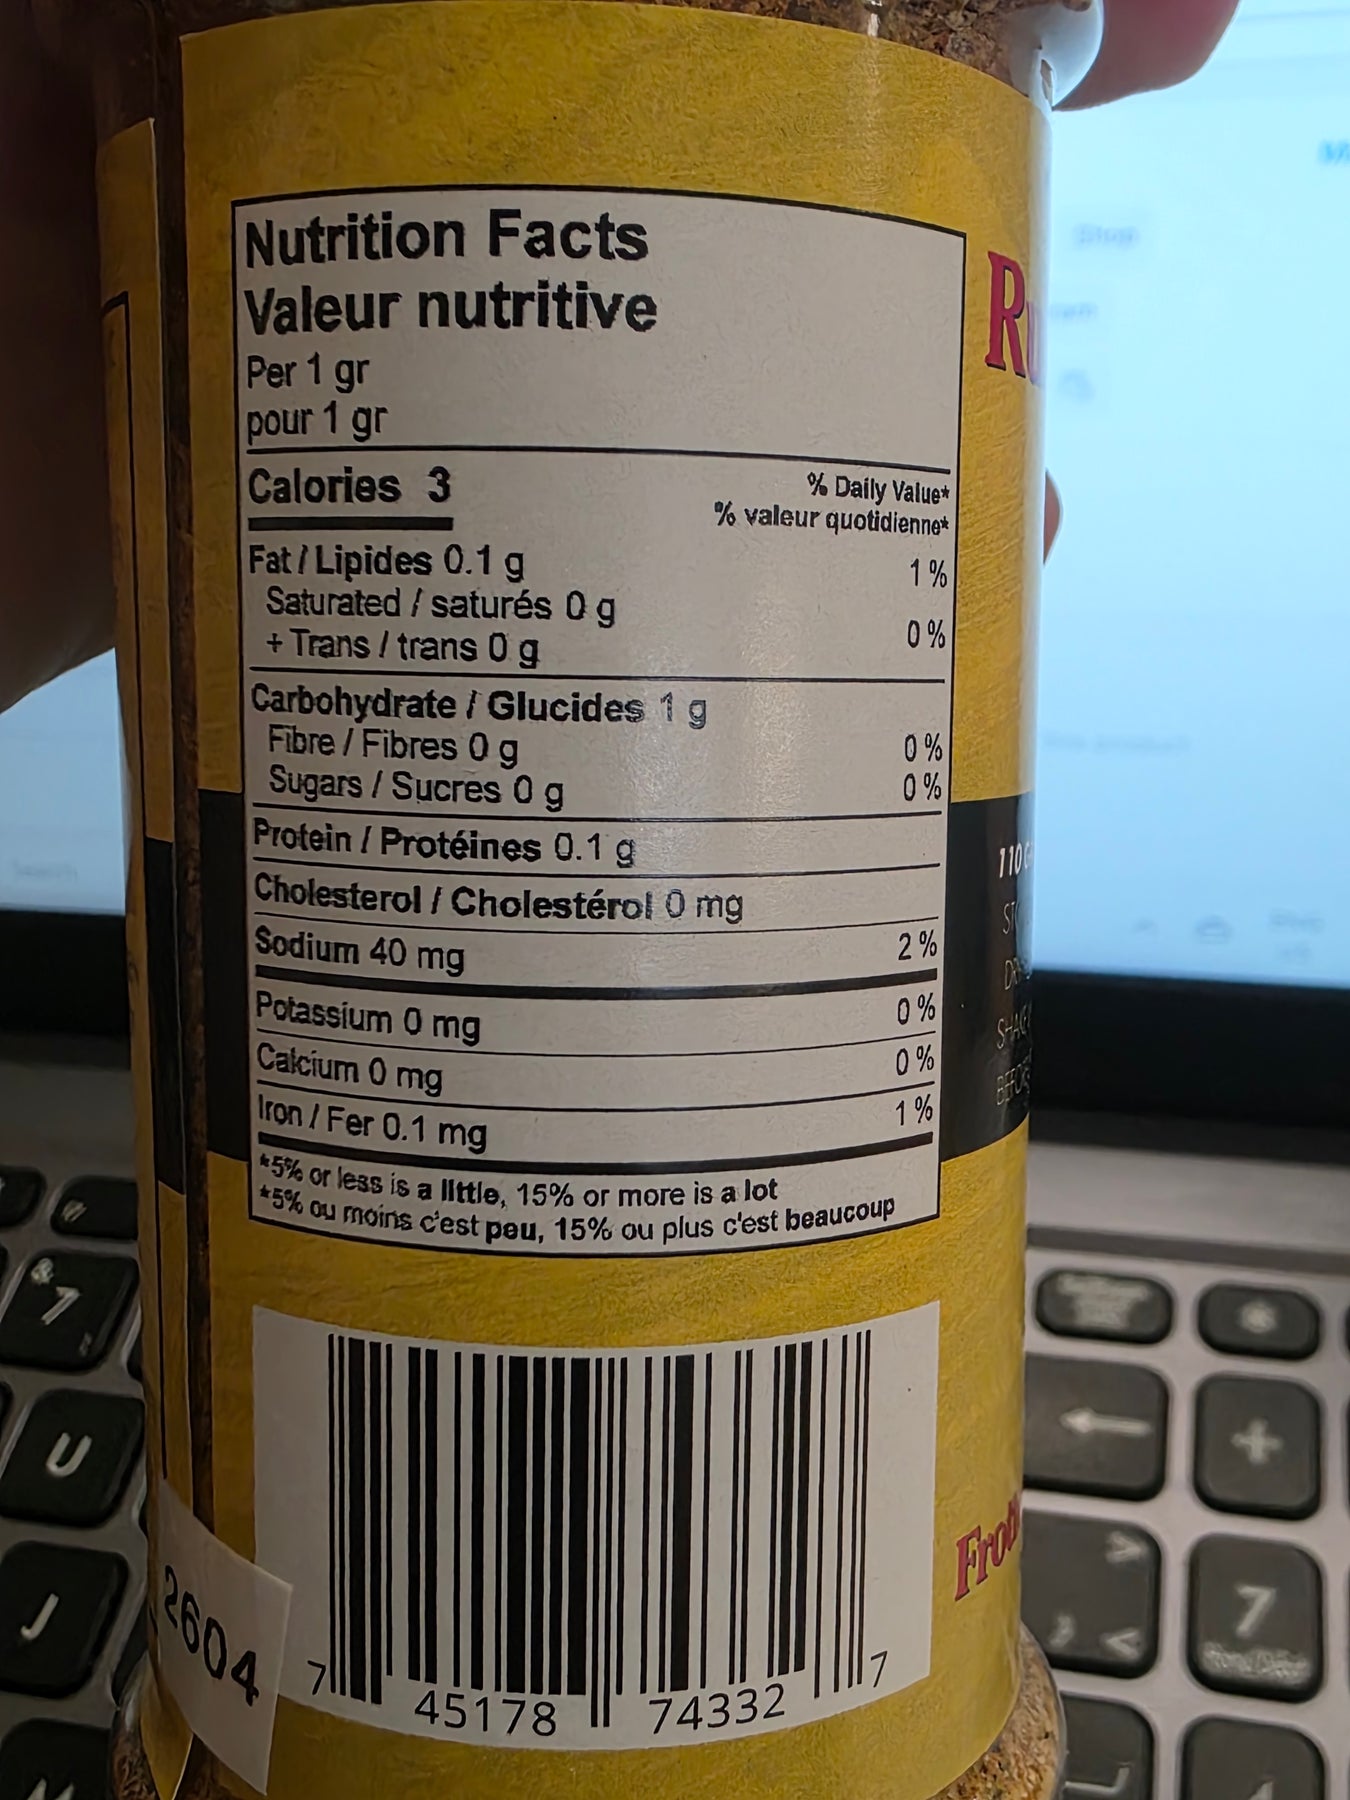 Nutrition Facts
Valeur nutritive
Per 1 gr
pour 1 gr
Calories 3
% Daily Value*
% valeur quotidienne*
Fat / Lipides 0.1 g 1 %
Saturated / saturés 0 g
+ Trans / trans 0 g 0 %
Carbohydrate / Glucides 1 g
Fibre / Fibres 0 g 0 %
Sugars / Sucres 0 g 0 %
Protein / Protéines 0.1 g
Cholesterol / Cholestérol 0 mg
Sodium 40 mg 2 %
Potassium 0 mg 0 %
Calcium 0 mg 0 %
Iron / Fer 0.1 mg 1 %
*5% or less is a little, 15% or more is a lot
*5% ou moins c'est peu, 15% ou plus c'est beaucoup
7 45178 74332 7
2604
110
Shop
&
7
U
J
+
7